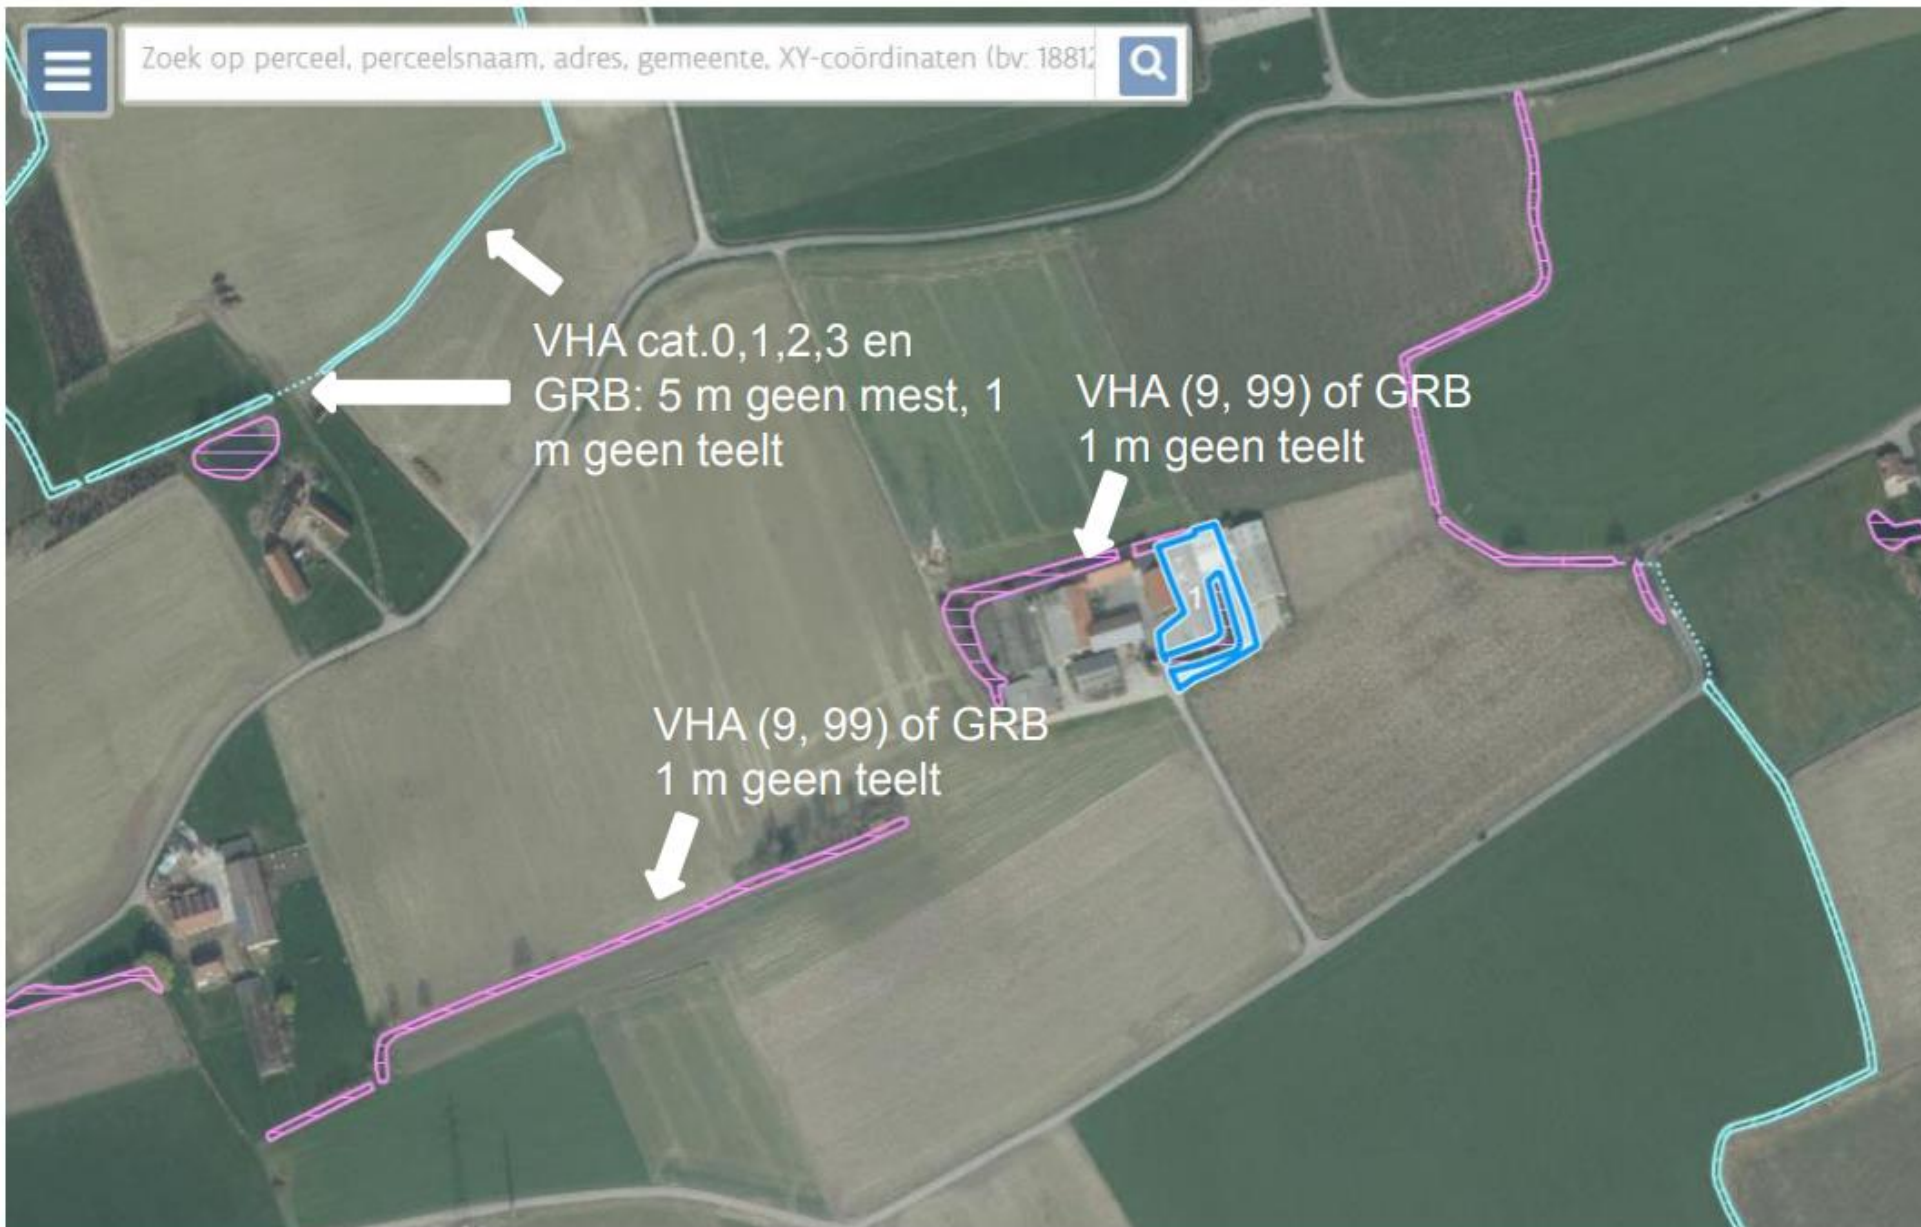 Zoek op perceel, perceelsnaam, adres, gemeente, XY-coördinaten (bv: 18812
VHA cat.0,1,2,3 en
GRB: 5 m geen mest, 1
m geen teelt
VHA (9, 99) of GRB
1 m geen teelt
1
VHA (9, 99) of GRB
1 m geen teelt